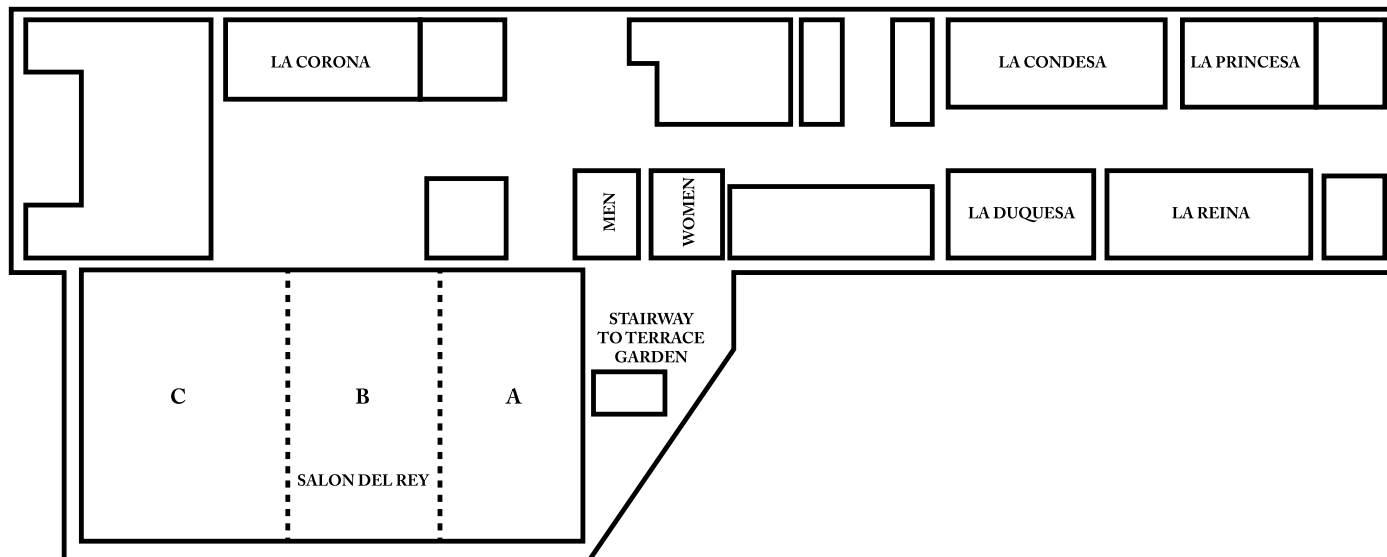 LA CORONA
LA CONDESA
LA PRINCESA
MEN
WOMEN
LA DUQUESA
LA REINA
STAIRWAY
TO TERRACE
GARDEN
C
B
A
SALON DEL REY